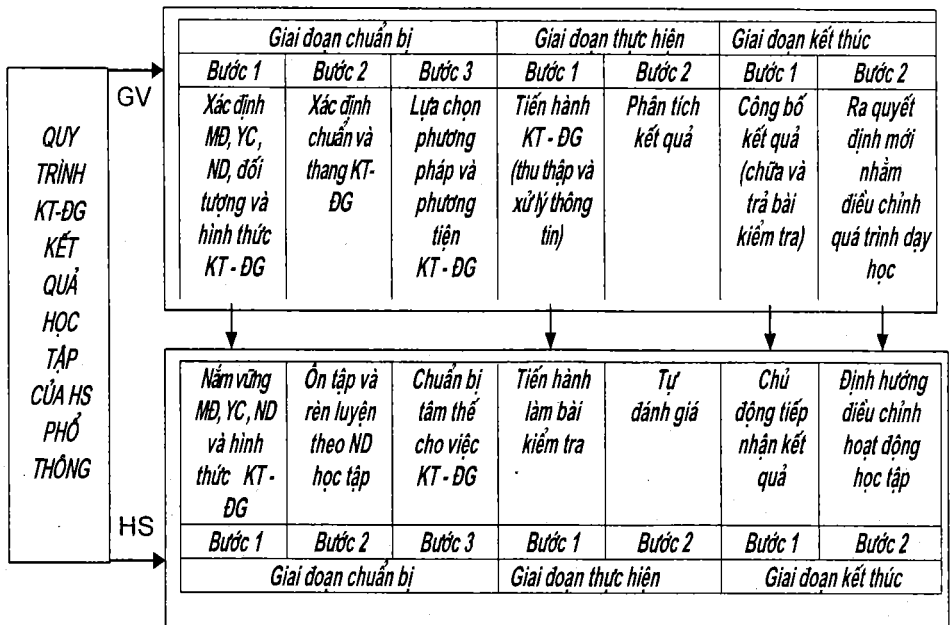 QUY
TRÌNH
KT-ĐG
KẾT
QUẢ
HỌC
TẬP
CỦA HS
PHỔ
THÔNG
GV
HS
Giai đoạn chuẩn bị
Giai đoạn thực hiện
Giai đoạn kết thúc
Bước 1
Bước 2
Bước 3
Bước 1
Bước 2
Bước 1
Bước 2
Xác định
MĐ, YC,
ND, đối
tượng và
hình thức
KT - ĐG
Xác định
chuẩn và
thang KT-
ĐG
Lựa chọn
phương
pháp và
phương
tiện
KT - ĐG
Tiến hành
KT - ĐG
(thu thập và
xử lý thông
tin)
Phân tích
kết quả
Công bố
kết quả
(chữa và
trả bài
kiểm tra)
Ra quyết
định mới
nhằm
điều chỉnh
quá trình dạy
học
Nắm vững
MĐ, YC, ND
và hình
thức KT -
ĐG
Ôn tập và
rèn luyện
theo ND
học tập
Chuẩn bị
tâm thế
cho việc
KT - ĐG
Tiến hành
làm bài
kiểm tra
Tự
đánh giá
Chủ
động tiếp
nhận kết
quả
Định hướng
điều chỉnh
hoạt động
học tập
Bước 1
Bước 2
Bước 3
Bước 1
Bước 2
Bước 1
Bước 2
Giai đoạn chuẩn bị
Giai đoạn thực hiện
Giai đoạn kết thúc